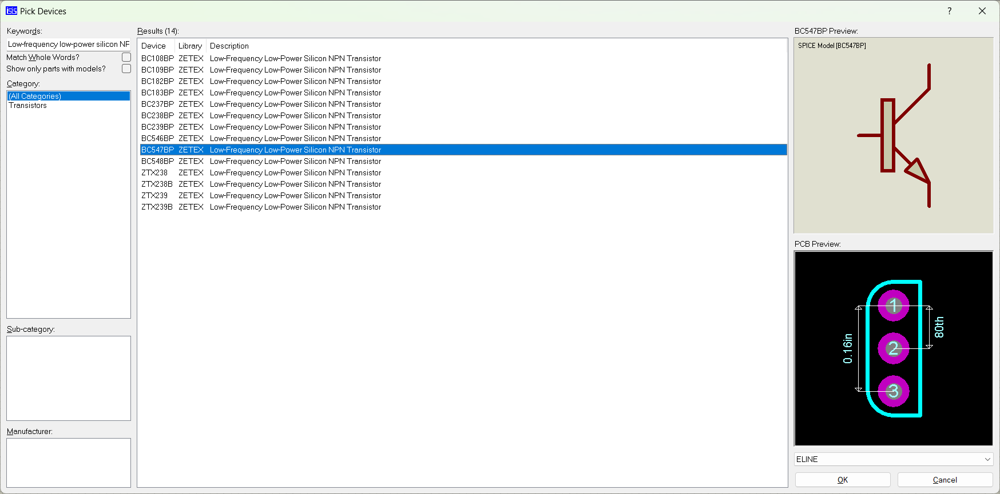 isis Pick Devices ?
Keywords:
Low-frequency low-power silicon NF
Match Whole Words?
Show only parts with models?
Category:
(All Categories)
Transistors
Sub-category:
Manufacturer:
Results (14):
Device Library Description
BC108BP ZETEX Low-Frequency Low-Power Silicon NPN Transistor
BC109BP ZETEX Low-Frequency Low-Power Silicon NPN Transistor
BC182BP ZETEX Low-Frequency Low-Power Silicon NPN Transistor
BC183BP ZETEX Low-Frequency Low-Power Silicon NPN Transistor
BC237BP ZETEX Low-Frequency Low-Power Silicon NPN Transistor
BC238BP ZETEX Low-Frequency Low-Power Silicon NPN Transistor
BC239BP ZETEX Low-Frequency Low-Power Silicon NPN Transistor
BC546BP ZETEX Low-Frequency Low-Power Silicon NPN Transistor
BC547BP ZETEX Low-Frequency Low-Power Silicon NPN Transistor
BC548BP ZETEX Low-Frequency Low-Power Silicon NPN Transistor
ZTX238 ZETEX Low-Frequency Low-Power Silicon NPN Transistor
ZTX238B ZETEX Low-Frequency Low-Power Silicon NPN Transistor
ZTX239 ZETEX Low-Frequency Low-Power Silicon NPN Transistor
ZTX239B ZETEX Low-Frequency Low-Power Silicon NPN Transistor
BC547BP Preview:
SPICE Model [BC547BP]
PCB Preview:
1
2
3
0.16in
80th
ELINE
OK
Cancel